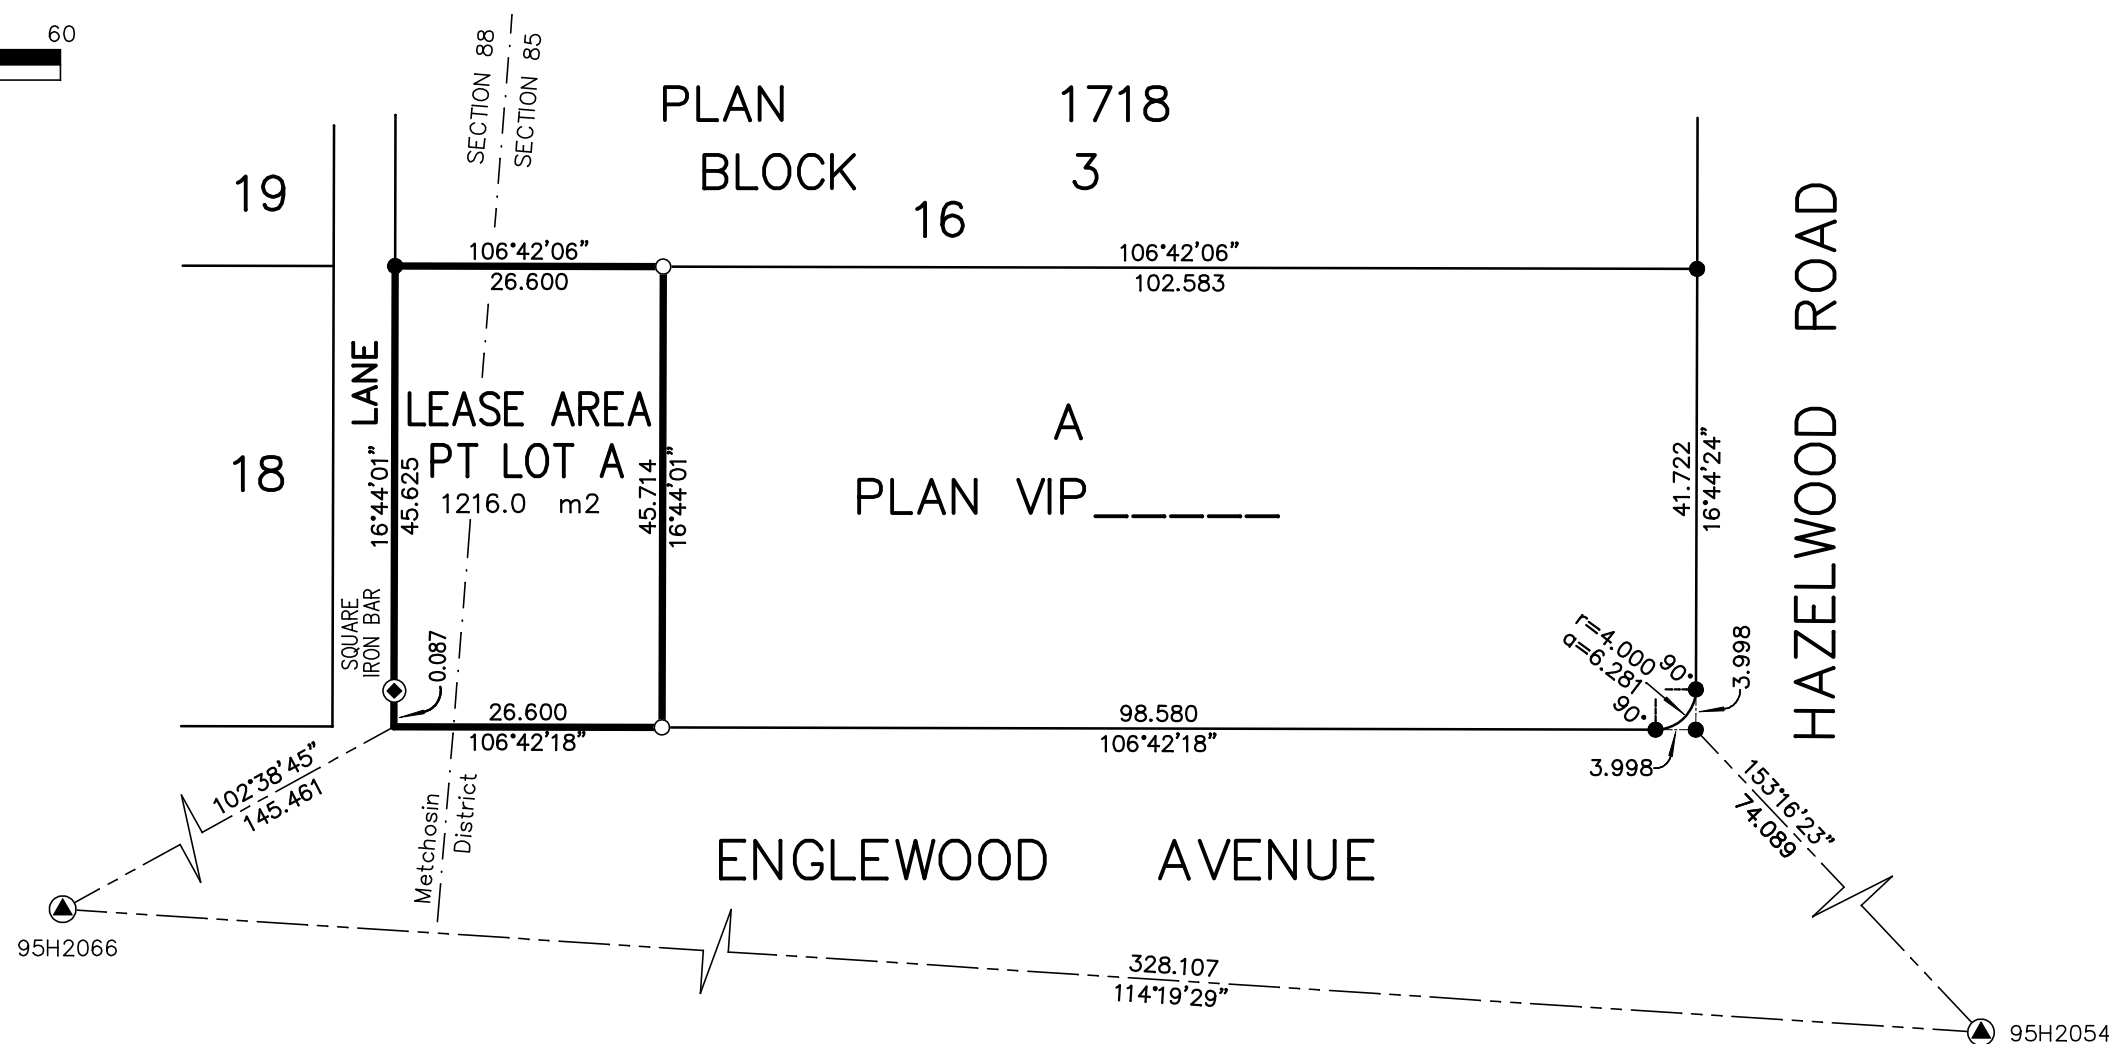 60
SECTION 88
SECTION 85
PLAN 1718
BLOCK 3
19
16
106°42'06"
26.600
106°42'06"
102.583
HAZELWOOD ROAD
LANE
LEASE AREA
PT LOT A
1216.0 m2
18
16°44'01"
45.625
45.714
16°44'01"
A
PLAN VIP_____
41.722
16°44'24"
SQUARE
IRON BAR
0.087
r=4.000
a=6.281
90°
90°
3.998
3.998
26.600
106°42'18"
98.580
106°42'18"
102°38'45"
145.461
Metchosin
District
153°16'23"
74.089
ENGLEWOOD AVENUE
95H2066
328.107
114°19'29"
95H2054